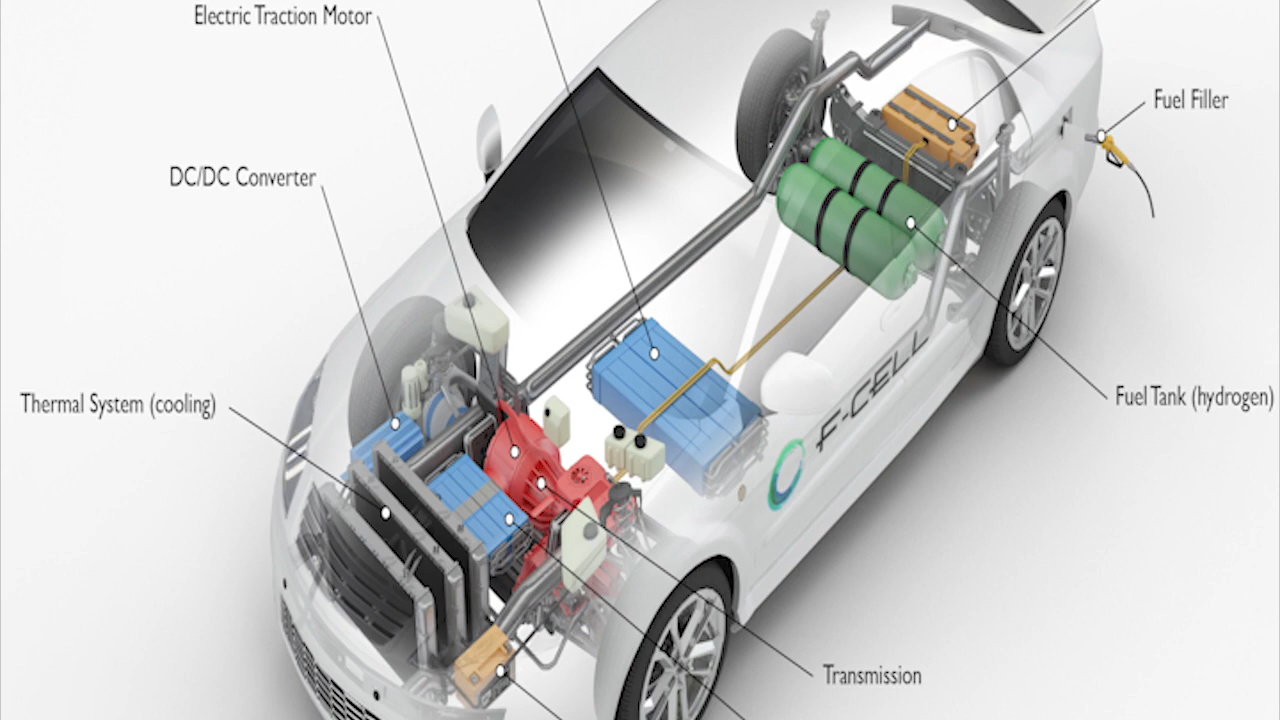 Electric Traction Motor
Fuel Filler
DC/DC Converter
Thermal System (cooling)
Fuel Tank (hydrogen)
F-CELL
Transmission